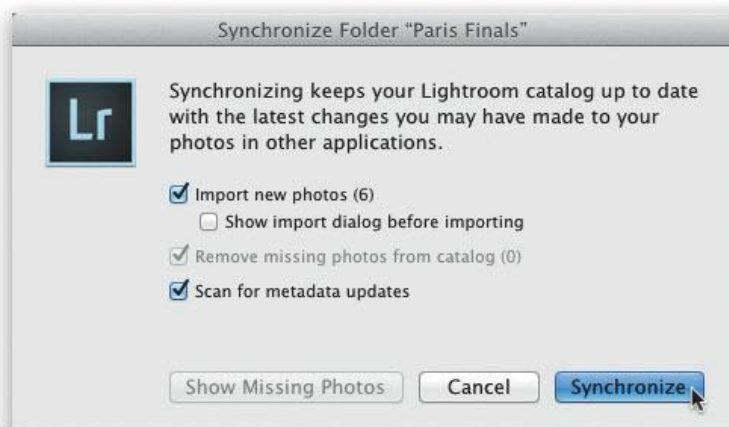 Synchronize Folder “Paris Finals”
Lr
Synchronizing keeps your Lightroom catalog up to date
with the latest changes you may have made to your
photos in other applications.
Import new photos (6)
Show import dialog before importing
Remove missing photos from catalog (0)
Scan for metadata updates
Show Missing Photos Cancel Synchronize